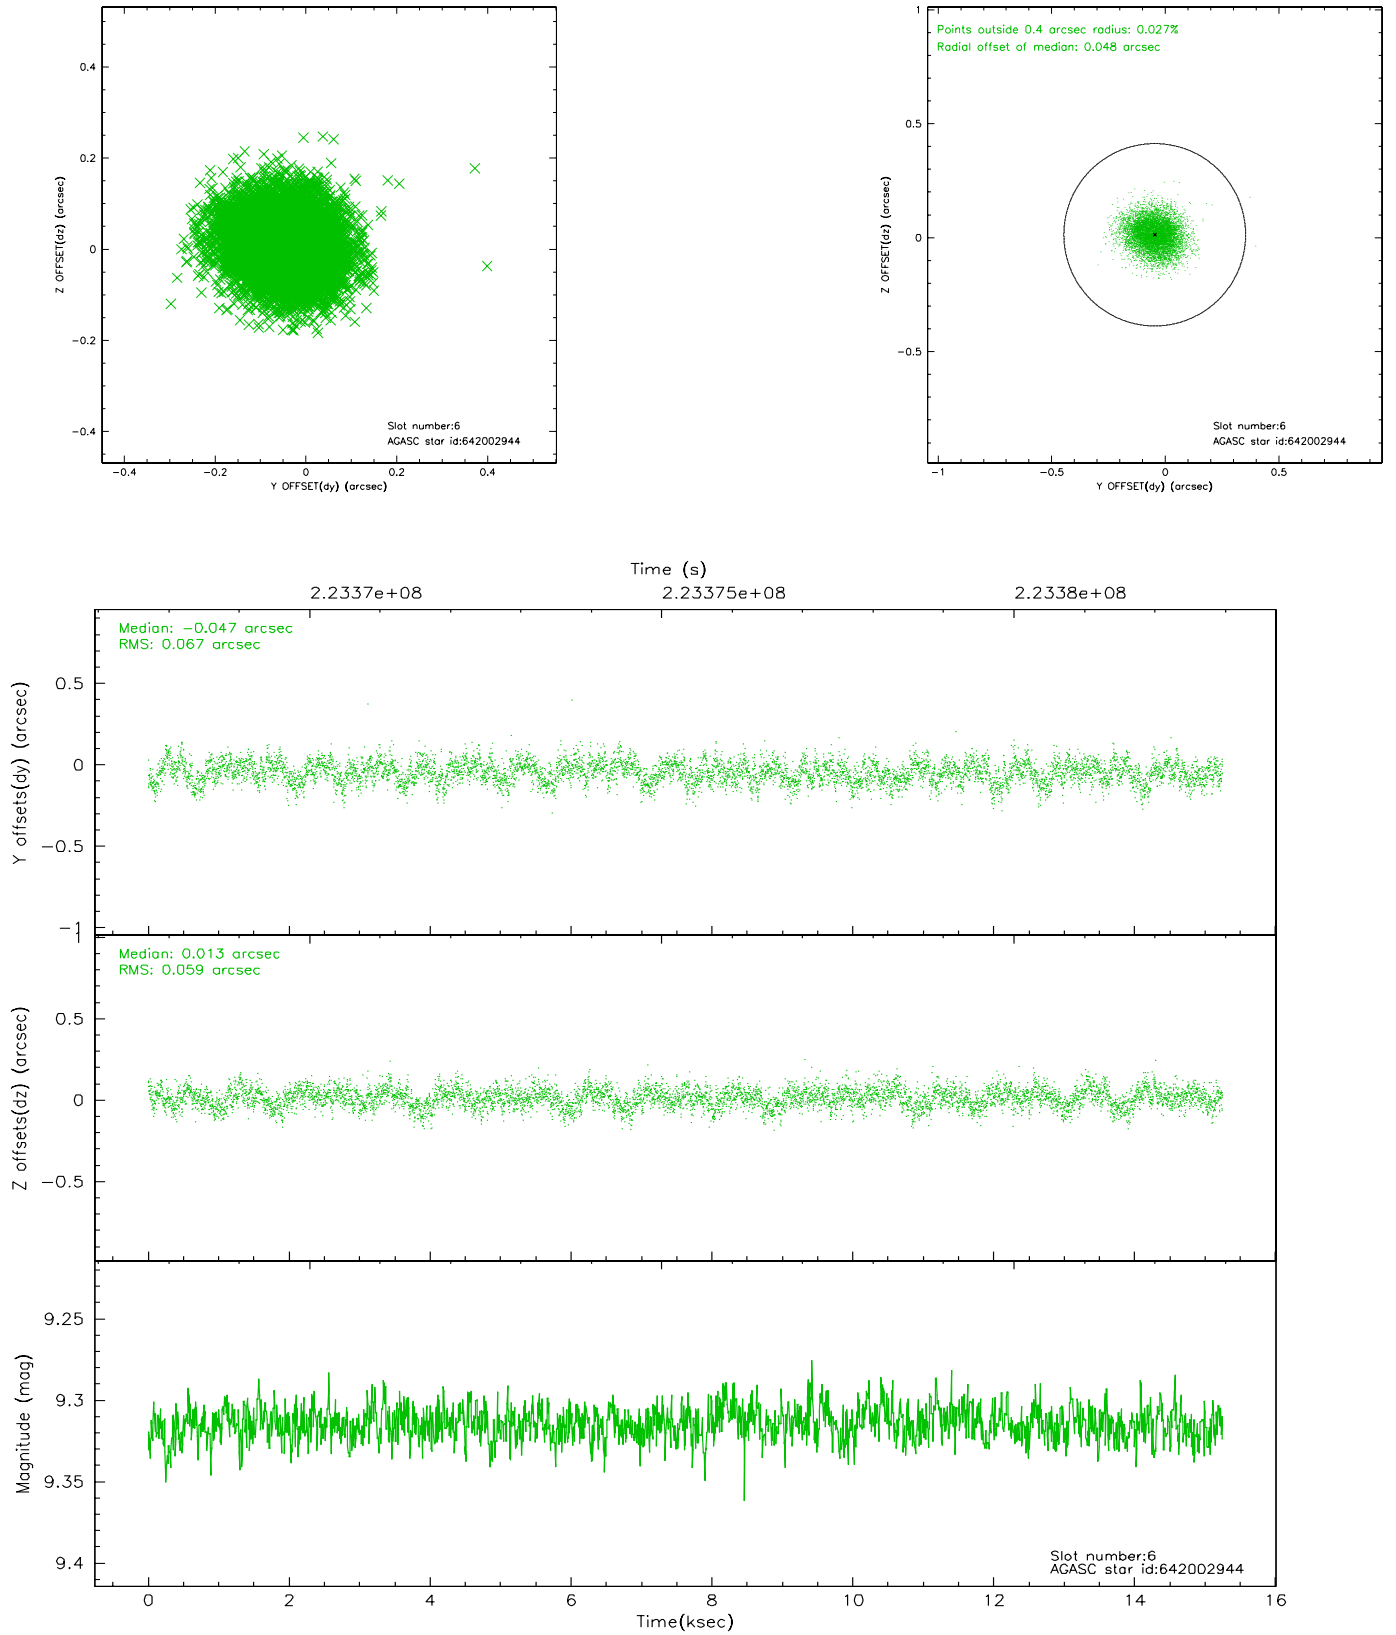 0.4
0.2
0
−0.2
−0.4
Z OFFSET(dz) (arcsec)
−0.4
−0.2
0
0.2
0.4
Y OFFSET(dy) (arcsec)
Slot number:6
AGASC star id:642002944
Points outside 0.4 arcsec radius: 0.027%
Radial offset of median: 0.048 arcsec
1
0.5
0
−0.5
Z OFFSET(dz) (arcsec)
−1
−0.5
0
0.5
Y OFFSET(dy) (arcsec)
Slot number:6
AGASC star id:642002944
Time (s)
2.2337e+08
2.23375e+08
2.2338e+08
Median: −0.047 arcsec
RMS: 0.067 arcsec
0.5
0
−0.5
−1
Y offsets(dy) (arcsec)
Median: 0.013 arcsec
RMS: 0.059 arcsec
1
0.5
0
−0.5
Z offsets(dz) (arcsec)
9.25
9.3
9.35
9.4
Magnitude (mag)
Slot number:6
AGASC star id:642002944
0
2
4
6
8
10
12
14
16
Time(ksec)